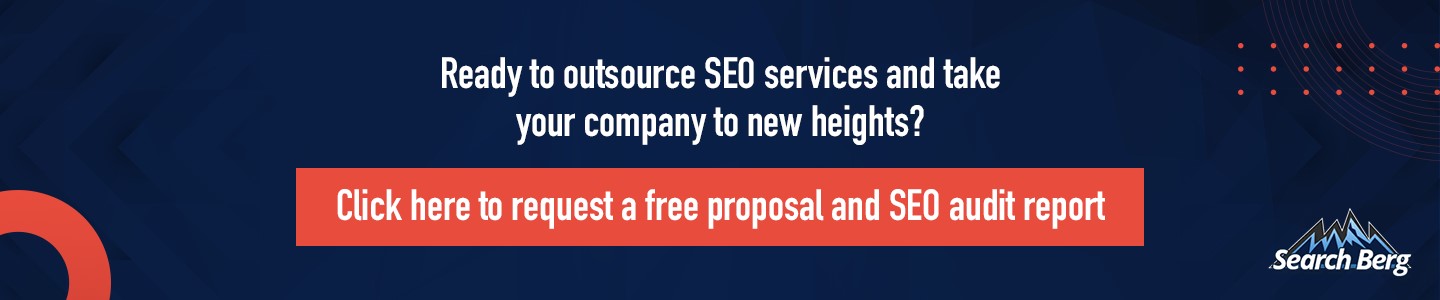 Ready to outsource SEO services and take
your company to new heights?
Click here to request a free proposal and SEO audit report
Search Berg